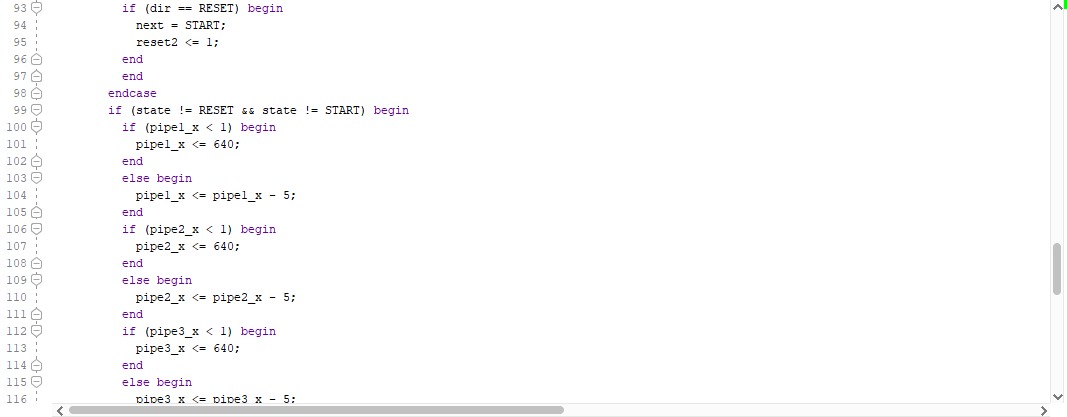 93 if (dir == RESET) begin
94 next = START;
95 reset2 <= 1;
96 end
97 end
98 endcase
99 if (state != RESET && state != START) begin
100 if (pipe1_x < 1) begin
101 pipe1_x <= 640;
102 end
103 else begin
104 pipe1_x <= pipe1_x - 5;
105 end
106 if (pipe2_x < 1) begin
107 pipe2_x <= 640;
108 end
109 else begin
110 pipe2_x <= pipe2_x - 5;
111 end
112 if (pipe3_x < 1) begin
113 pipe3_x <= 640;
114 end
115 else begin
116 pipe3_x <= pipe3_x - 5;